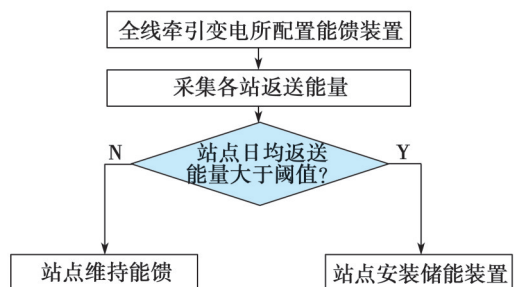 全线牵引变电所配置能馈装置
采集各站返送能量
站点日均返送
能量大于阈值?
N
Y
站点维持能馈
站点安装储能装置